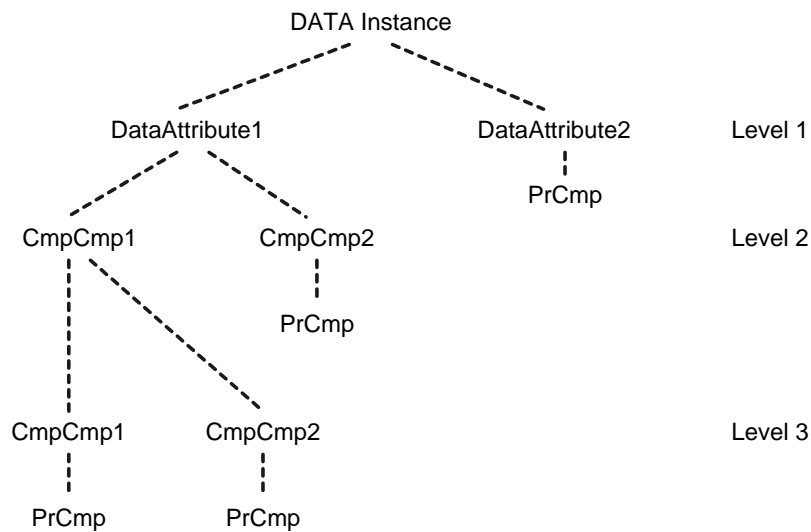 DATA Instance
DataAttribute1 DataAttribute2 Level 1
PrCmp
CmpCmp1 CmpCmp2 Level 2
PrCmp
CmpCmp1 CmpCmp2 Level 3
PrCmp PrCmp